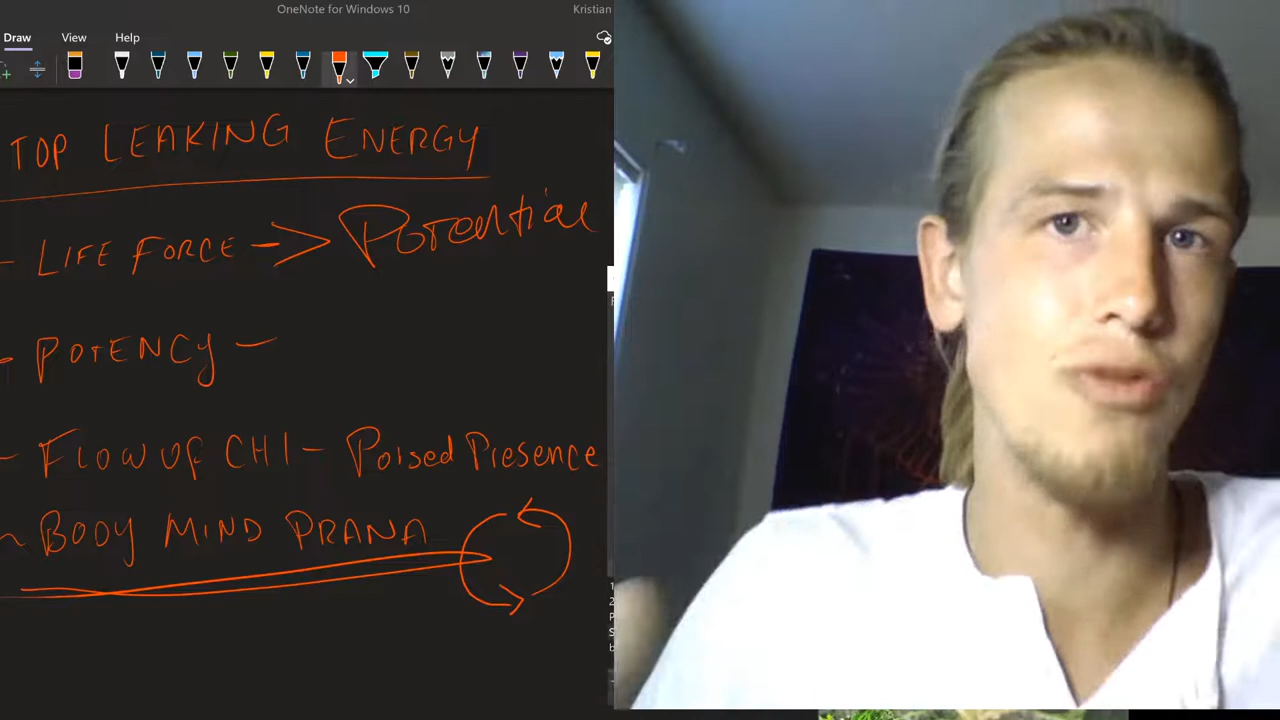 OneNote for Windows 10 Kristian
Draw View Help
TOP LEAKING ENERGY
- LIFE FORCE -> Potential
- POTENCY -
- FLOW OF CHI - Poised Presence
~ BODY MIND PRANA